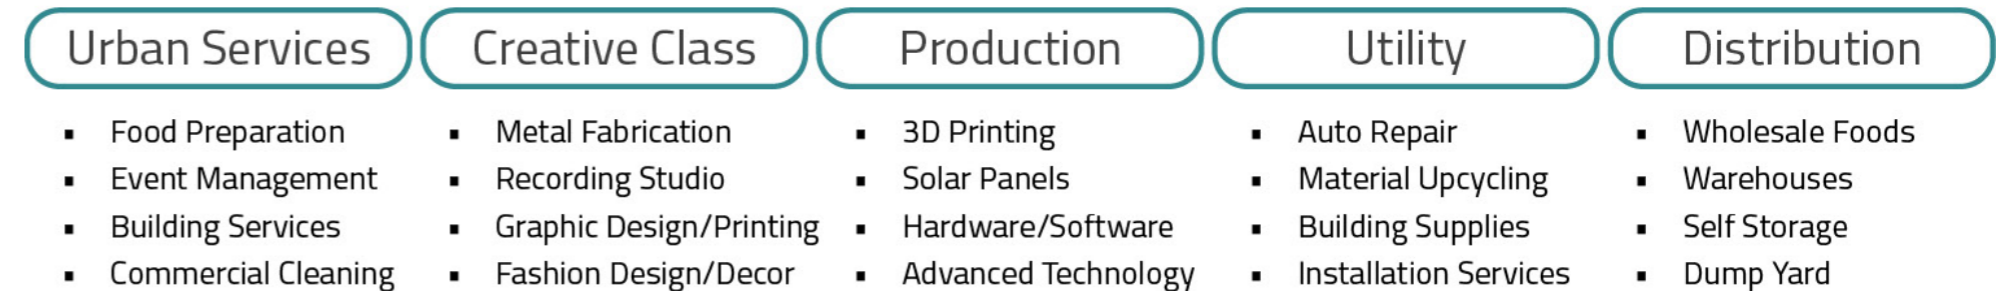 Urban Services
Food Preparation
Event Management
Building Services
Commercial Cleaning
Creative Class
Metal Fabrication
Recording Studio
Graphic Design/Printing
Fashion Design/Decor
Production
3D Printing
Solar Panels
Hardware/Software
Advanced Technology
Utility
Auto Repair
Material Upcycling
Building Supplies
Installation Services
Distribution
Wholesale Foods
Warehouses
Self Storage
Dump Yard